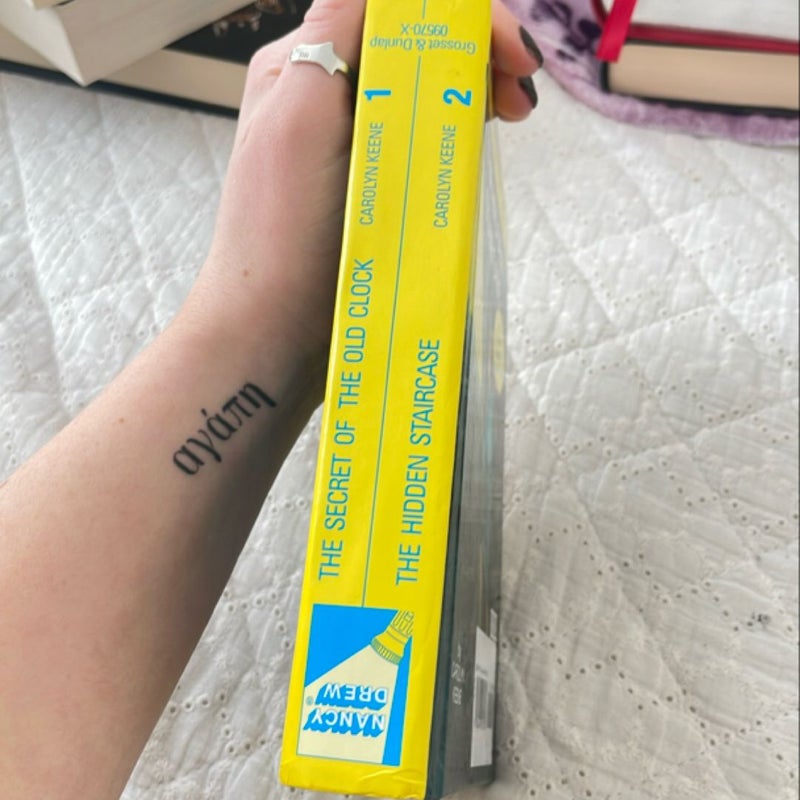 Grosset & Dunlap
09570-X
THE SECRET OF THE OLD CLOCK CAROLYN KEENE 1
THE HIDDEN STAIRCASE CAROLYN KEENE 2
NANCY
DREW®
αγάπη